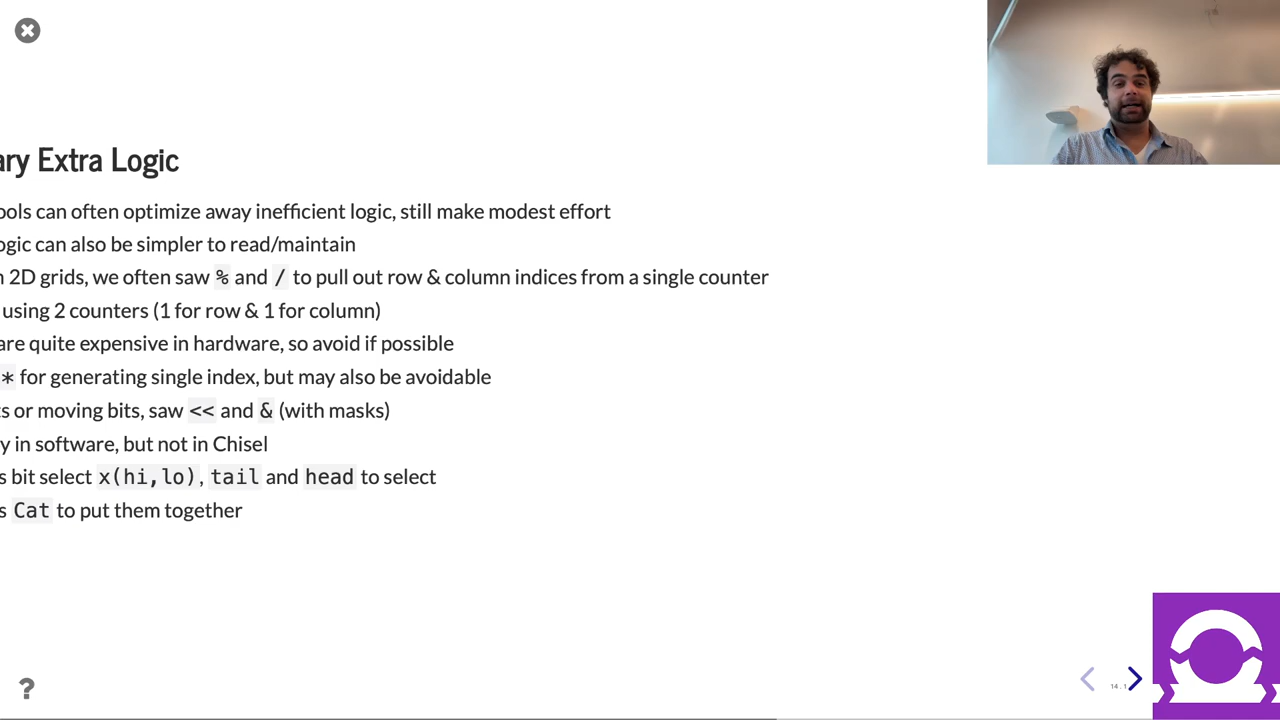 ary Extra Logic
ools can often optimize away inefficient logic, still make modest effort
ogic can also be simpler to read/maintain
n 2D grids, we often saw % and / to pull out row & column indices from a single counter
using 2 counters (1 for row & 1 for column)
are quite expensive in hardware, so avoid if possible
* for generating single index, but may also be avoidable
ts or moving bits, saw << and & (with masks)
y in software, but not in Chisel
s bit select x(hi,lo), tail and head to select
s Cat to put them together
?
14 . 1